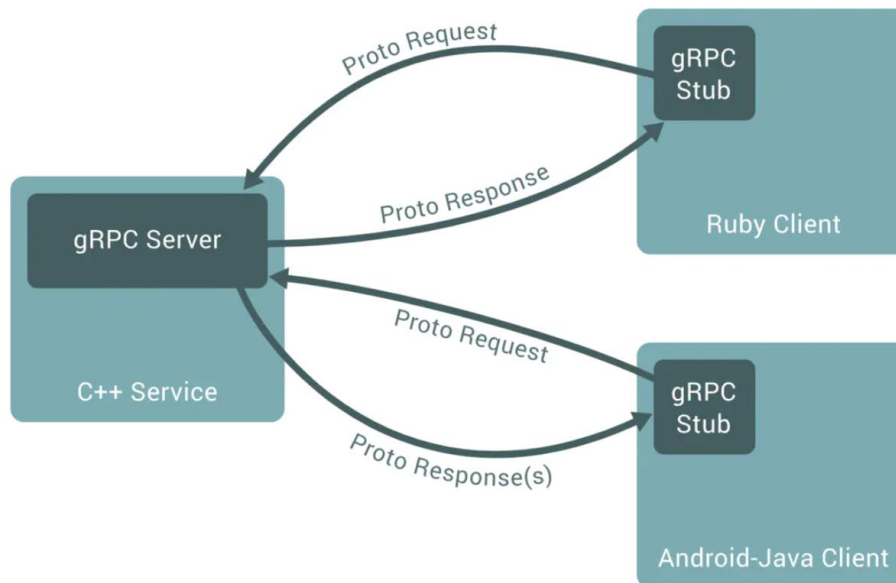 Proto Request
gRPC
Stub
Proto Response
Ruby Client
gRPC Server
C++ Service
Proto Request
gRPC
Stub
Proto Response(s)
Android-Java Client